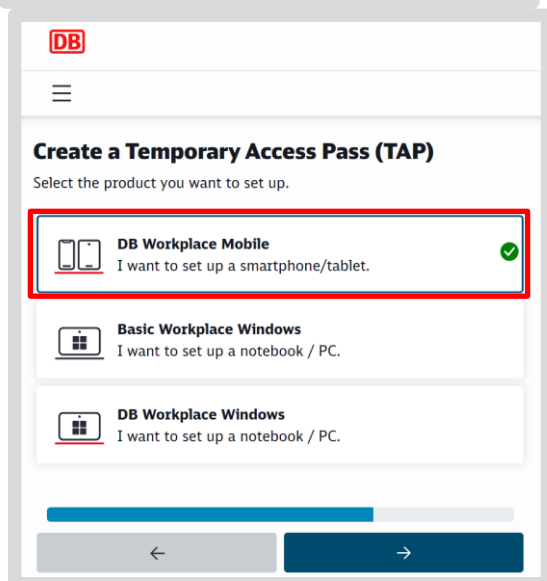 DB
Create a Temporary Access Pass (TAP)
Select the product you want to set up.
DB Workplace Mobile
I want to set up a smartphone/tablet.
Basic Workplace Windows
I want to set up a notebook / PC.
DB Workplace Windows
I want to set up a notebook / PC.